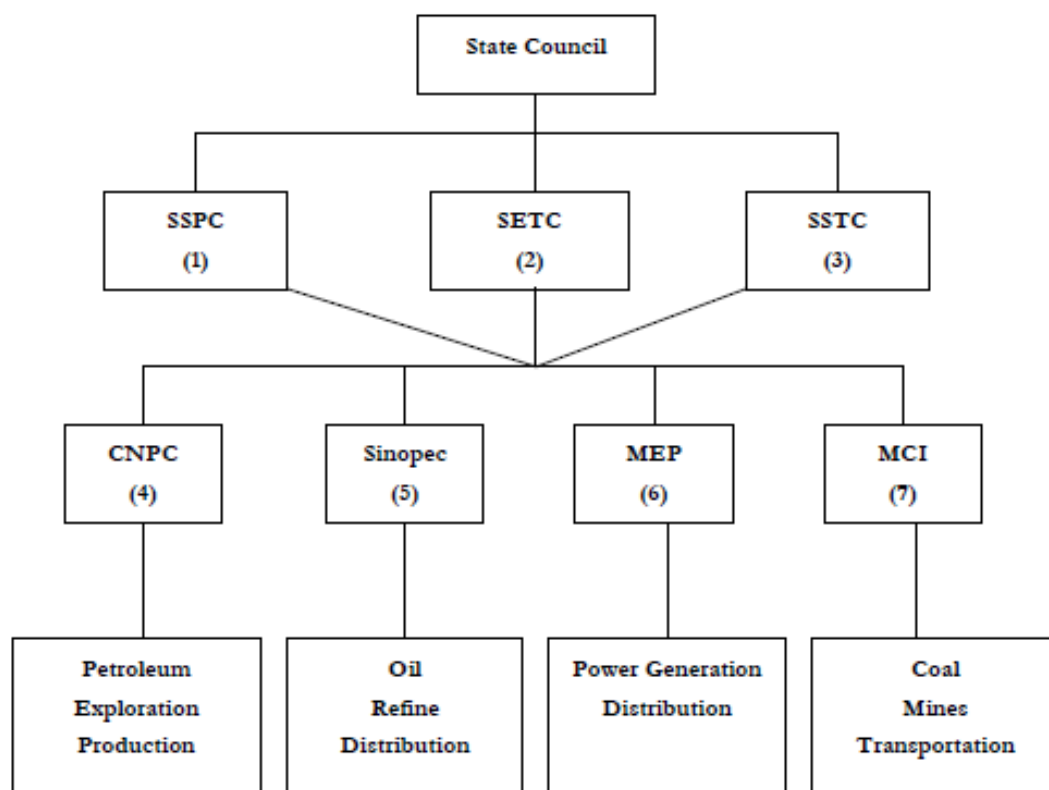 State Council
SSPC
(1)
SETC
(2)
SSTC
(3)
CNPC
(4)
Sinopec
(5)
MEP
(6)
MCI
(7)
Petroleum
Exploration
Production
Oil
Refine
Distribution
Power Generation
Distribution
Coal
Mines
Transportation